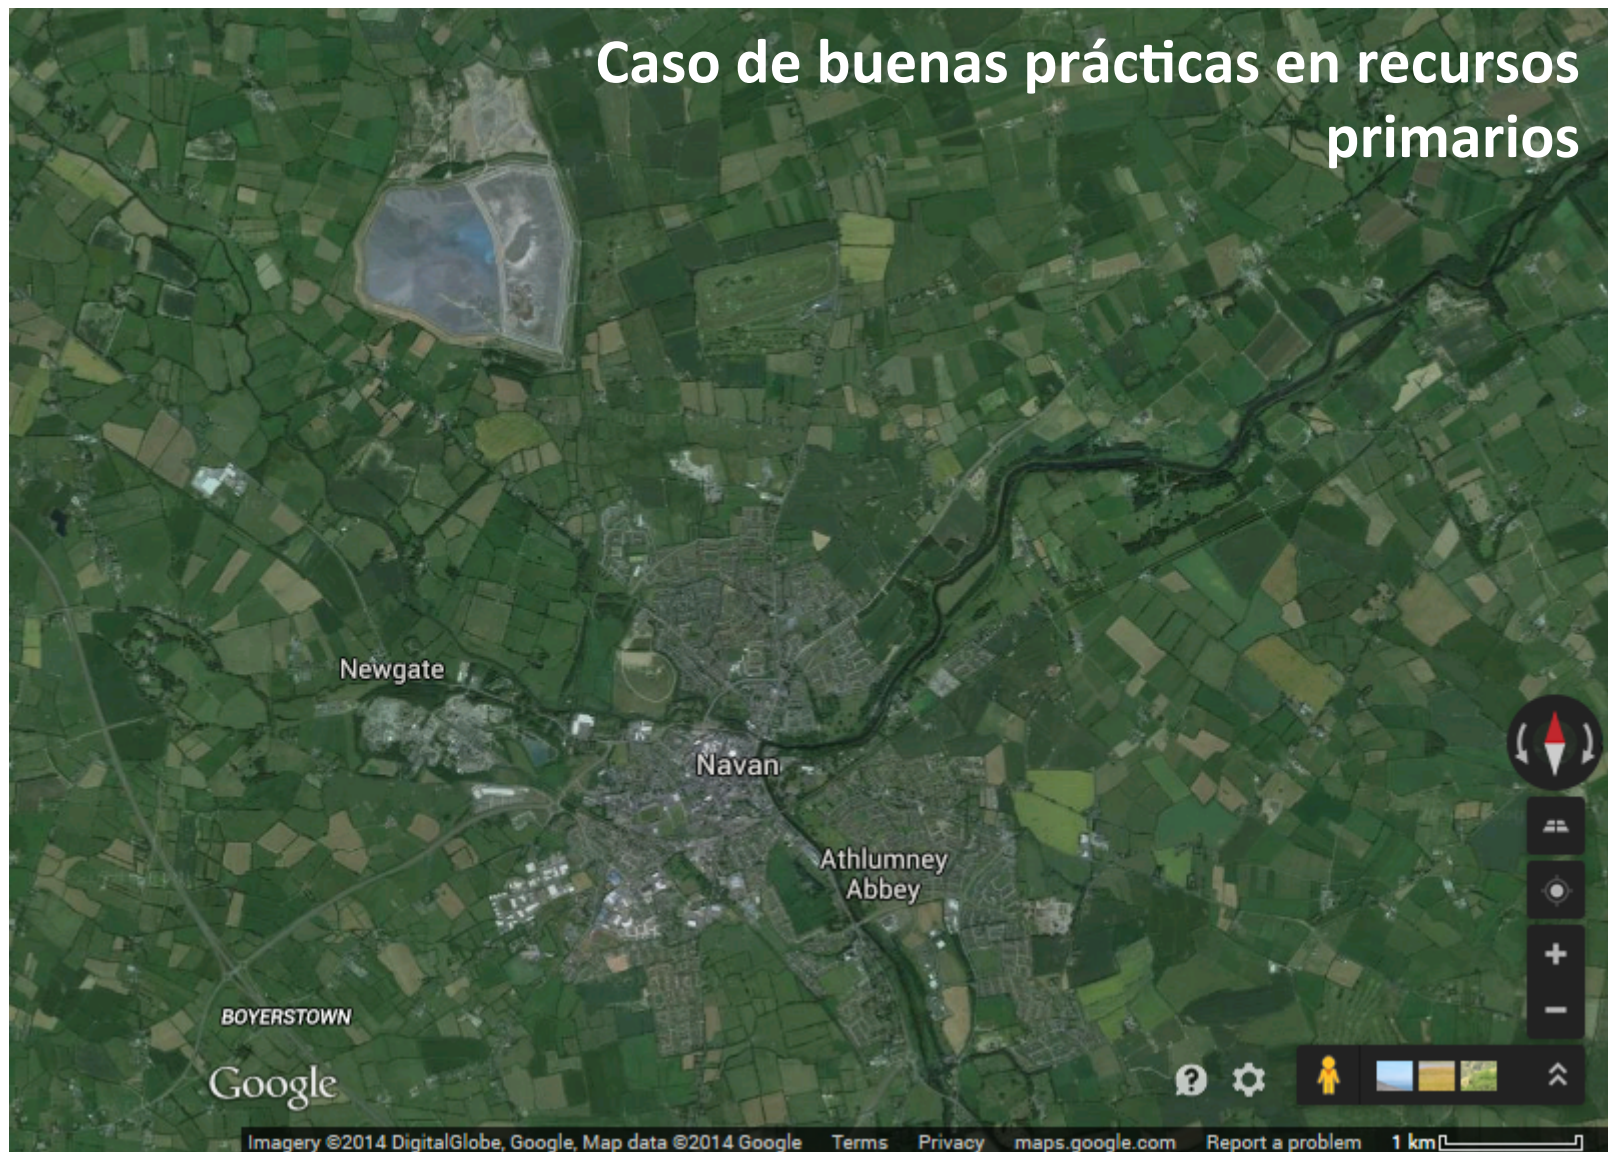 Caso de buenas prácticas en recursos
primarios
Newgate
Navan
Athlumney
Abbey
BOYERSTOWN
Google
Imagery ©2014 DigitalGlobe, Google, Map data ©2014 Google Terms Privacy maps.google.com Report a problem 1 km